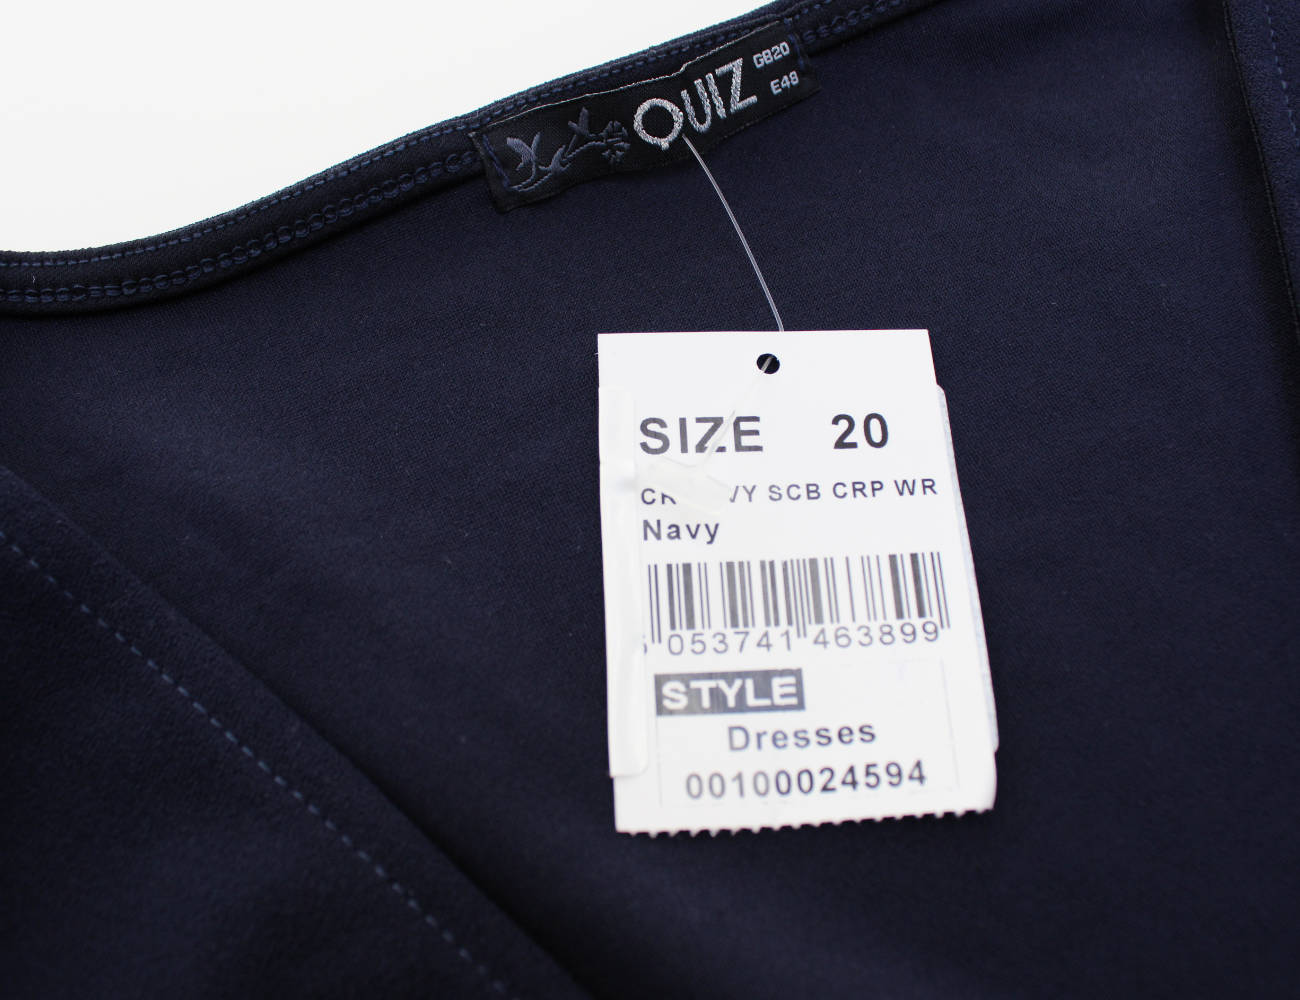 QUIZ
GB20
E48
SIZE 20
SCB CRP WR
Navy
053741 463899
STYLE
Dresses
00100024594